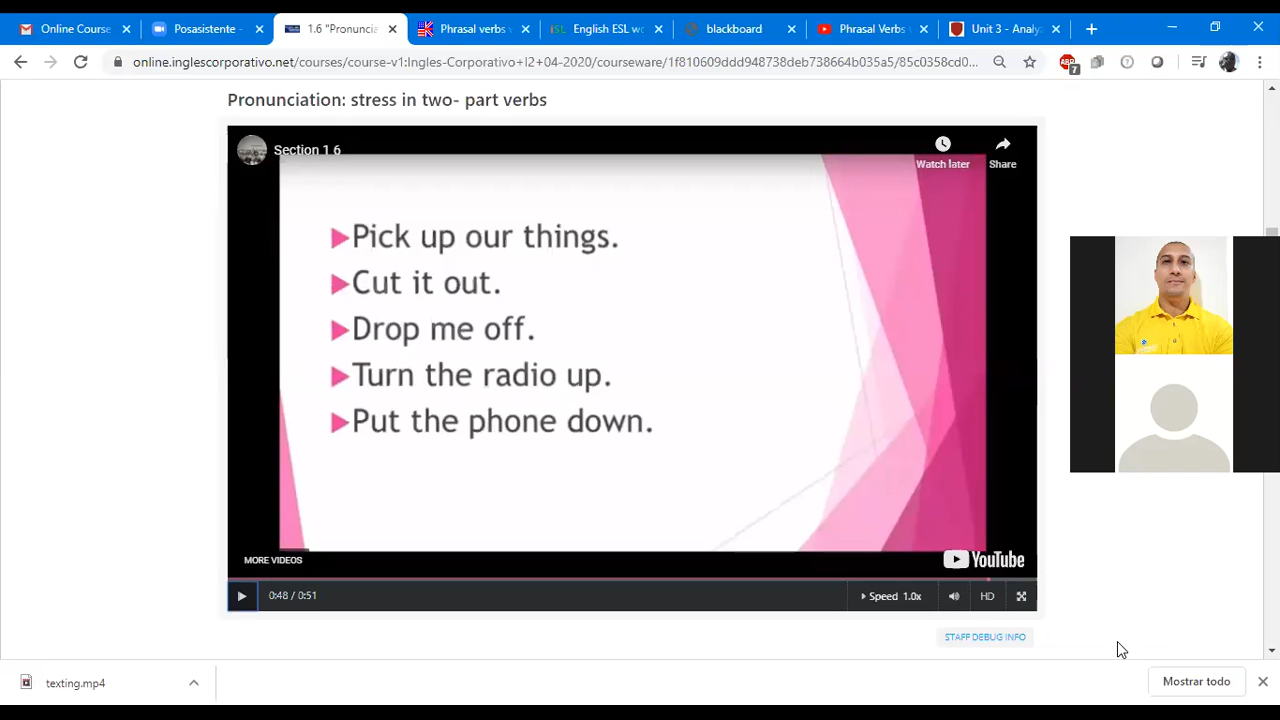 Online Course
Posasistente -
1.6 "Pronuncia
Phrasal verbs v
ISL English ESL wo
blackboard
Phrasal Verbs
Unit 3 - Analy
online.inglescorporativo.net/courses/course-v1:Ingles-Corporativo+I2+04-2020/courseware/1f810609ddd948738deb738664b035a5/85c0358cd0...
ABP
7
Pronunciation: stress in two- part verbs
Section 1 6
Watch later
Share
Pick up our things.
Cut it out.
Drop me off.
Turn the radio up.
Put the phone down.
MORE VIDEOS
YouTube
0:48 / 0:51
Speed 1.0x
HD
STAFF DEBUG INFO
texting.mp4
Mostrar todo